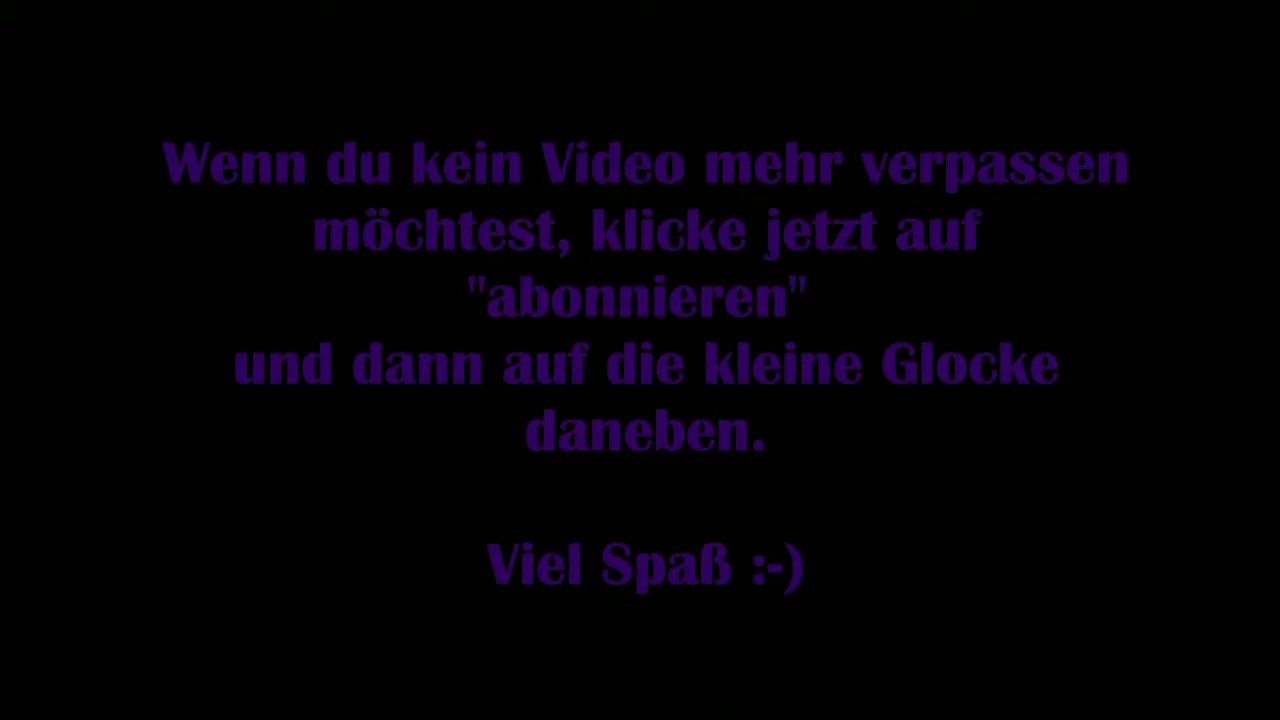 Wenn du kein Video mehr verpassen
möchtest, klicke jetzt auf
"abonnieren"
und dann auf die kleine Glocke
daneben.
Viel Spaß :-)